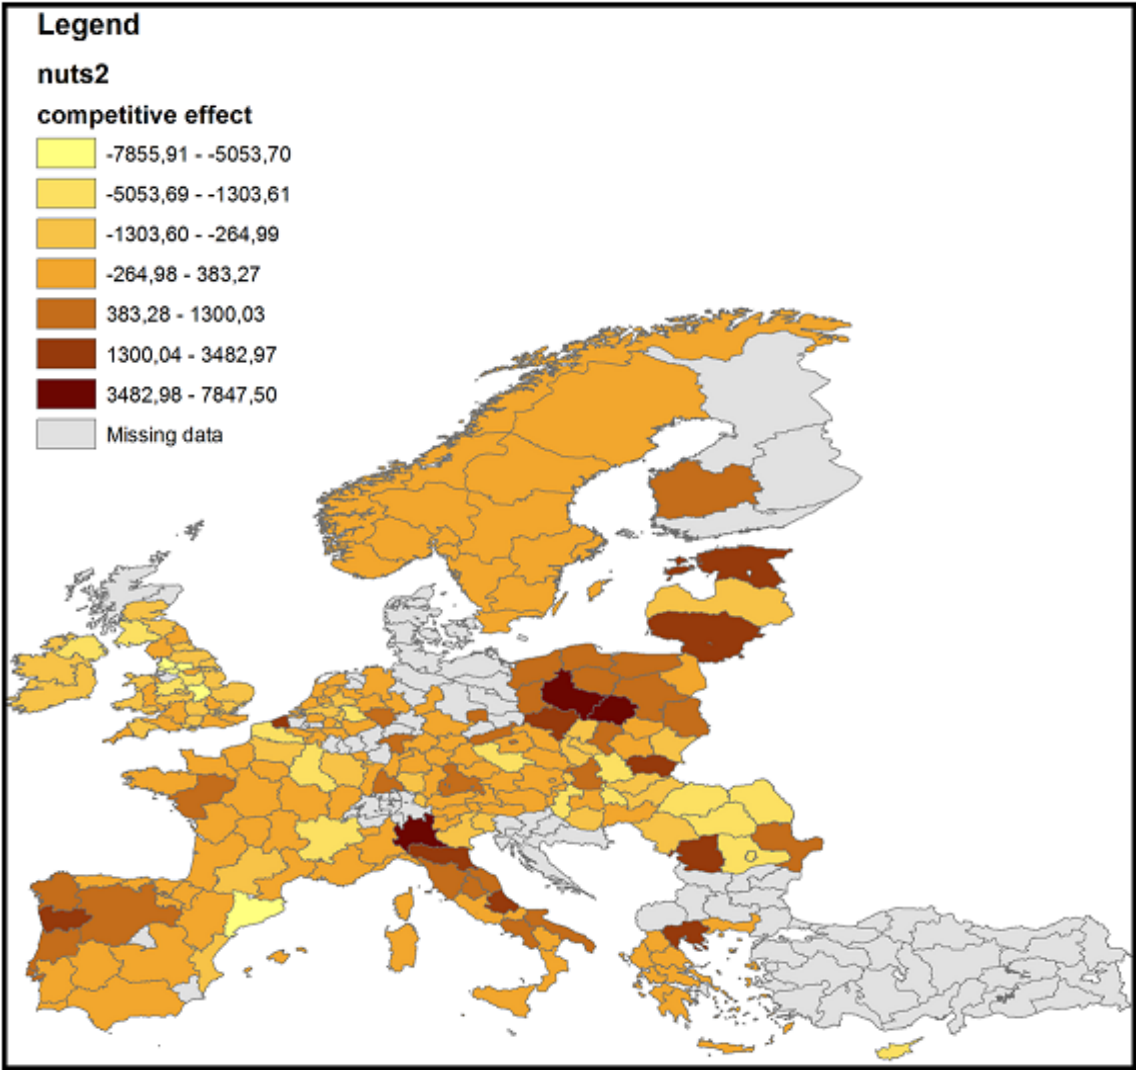 Legend
nuts2
competitive effect
-7855,91 - -5053,70
-5053,69 - -1303,61
-1303,60 - -264,99
-264,98 - 383,27
383,28 - 1300,03
1300,04 - 3482,97
3482,98 - 7847,50
Missing data